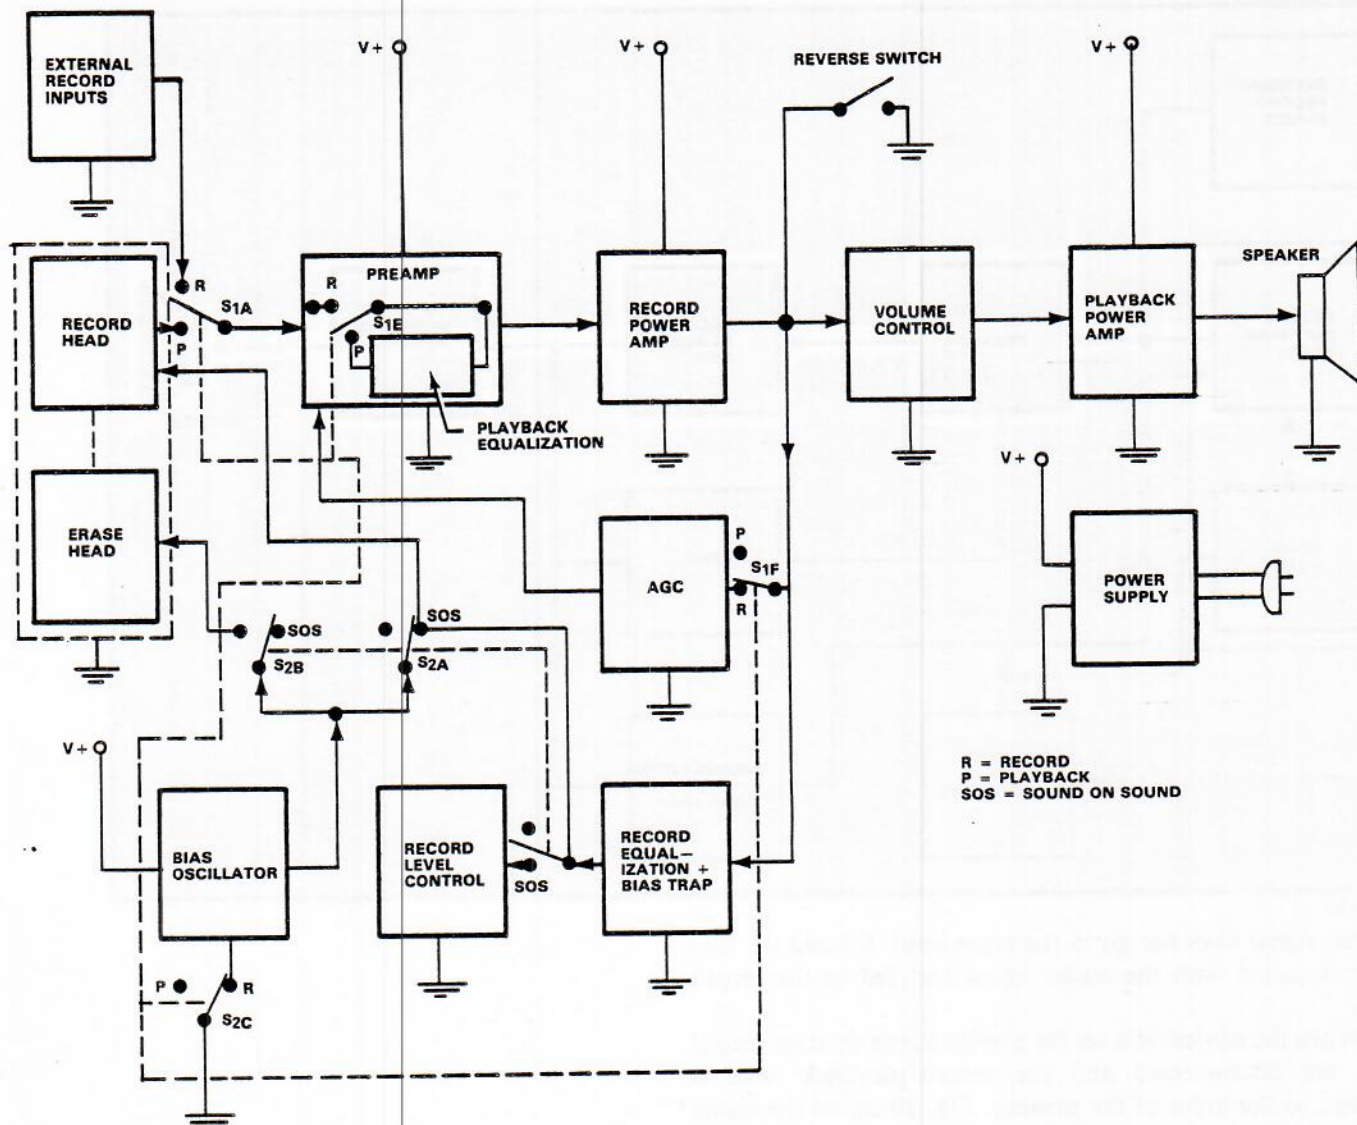 EXTERNAL
RECORD
INPUTS
V+
V+
REVERSE SWITCH
V+
RECORD
HEAD
R
S1A
P
PREAMP
R
S1E
P
PLAYBACK
EQUALIZATION
RECORD
POWER
AMP
VOLUME
CONTROL
PLAYBACK
POWER
AMP
SPEAKER
ERASE
HEAD
SOS
S2B
SOS
S2A
AGC
P
S1F
R
V+
POWER
SUPPLY
V+
BIAS
OSCILLATOR
RECORD
LEVEL
CONTROL
SOS
RECORD
EQUAL-
IZATION +
BIAS TRAP
P
R
S2C
R = RECORD
P = PLAYBACK
SOS = SOUND ON SOUND